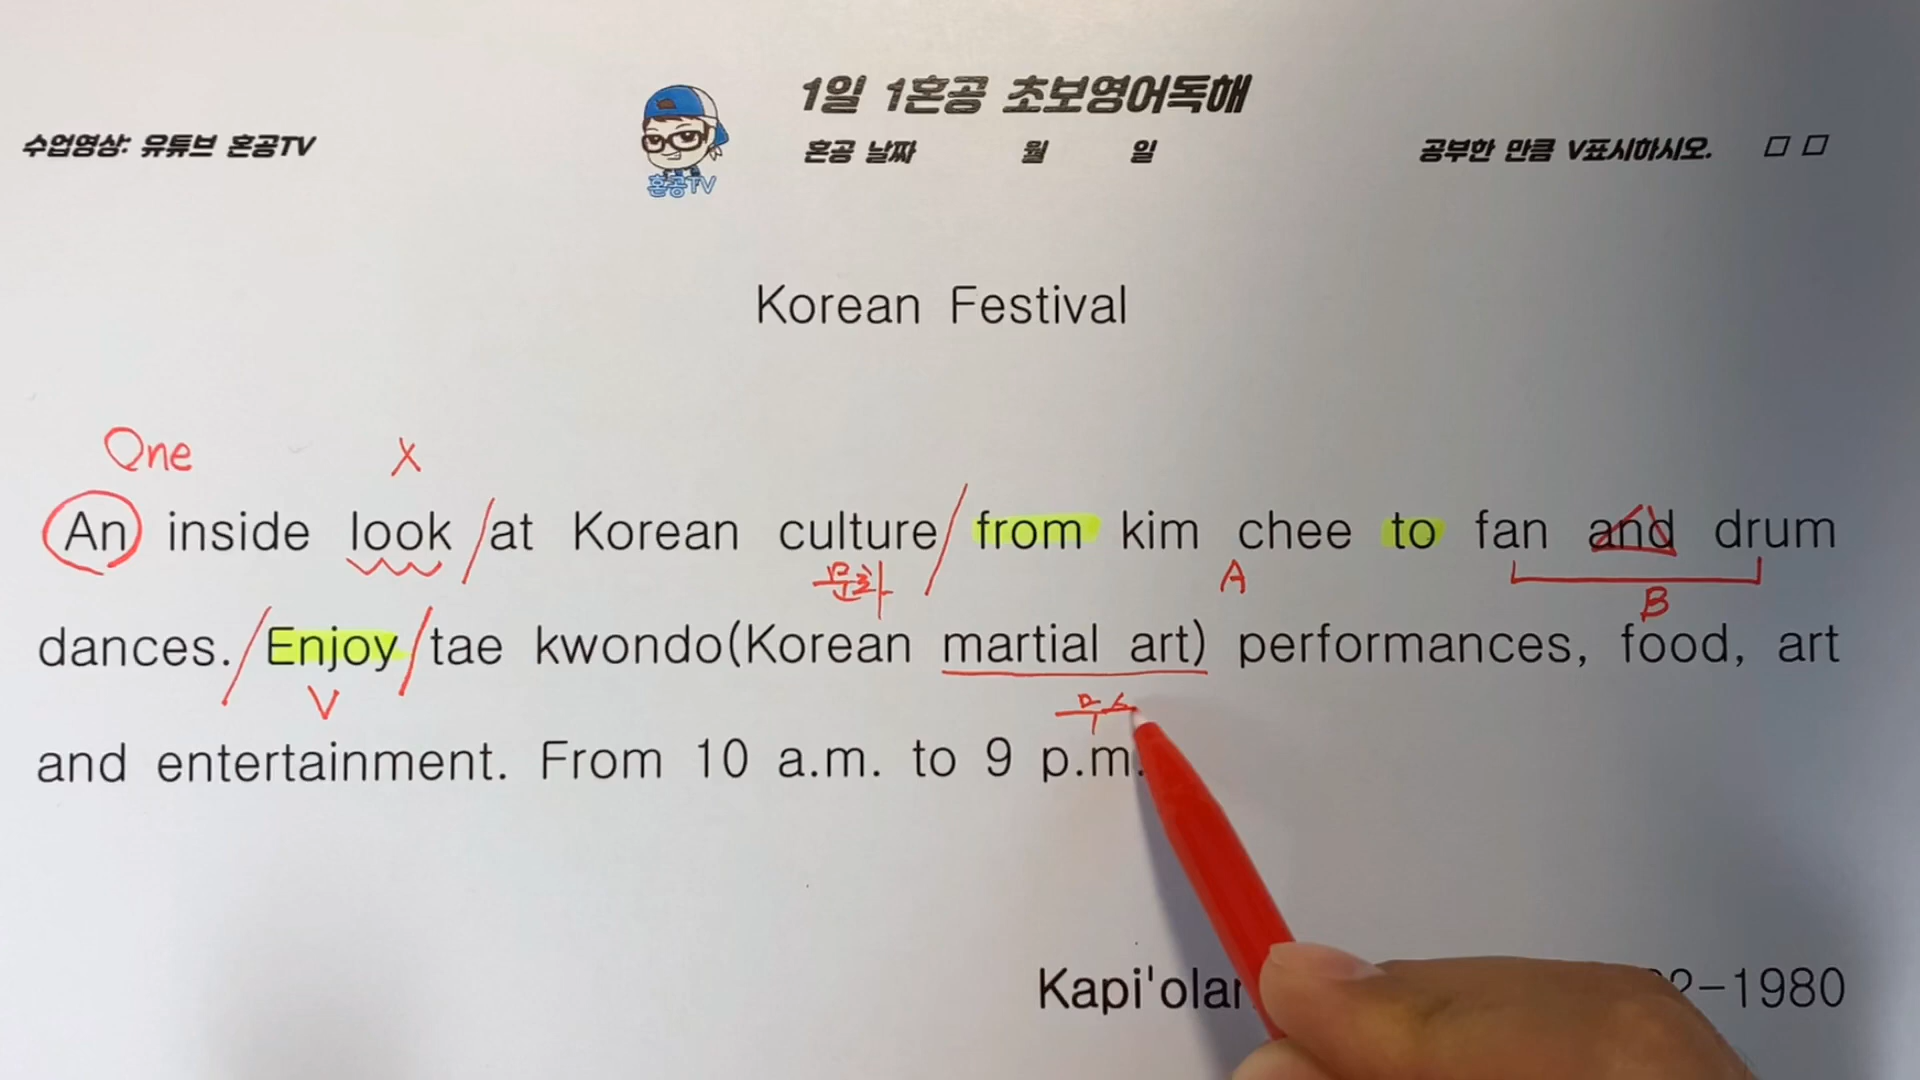 1일 1혼공 초보영어독해
수업영상: 유튜브 혼공TV
혼공 날짜 월 일
공부한 만큼 V표시하시오. □ □
혼공TV
Korean Festival
One X
An inside look / at Korean culture / from kim chee to fan and drum
문화 A B
dances. / Enjoy / tae kwondo(Korean martial art) performances, food, art
V
and entertainment. From 10 a.m. to 9 p.m.
-1980